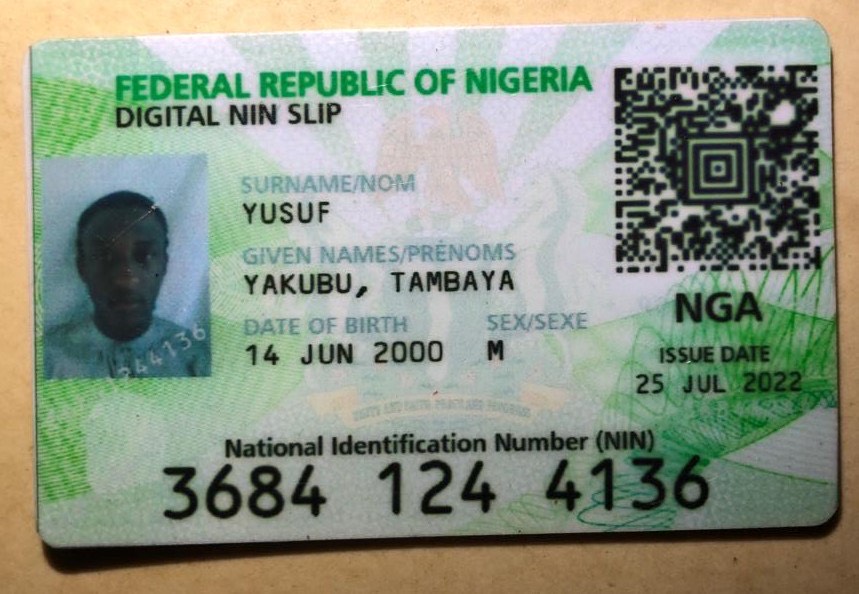 FEDERAL REPUBLIC OF NIGERIA
DIGITAL NIN SLIP
SURNAME/NOM
YUSUF
GIVEN NAMES/PRÉNOMS
YAKUBU, TAMBAYA
DATE OF BIRTH SEX/SEXE
14 JUN 2000 M
NGA
ISSUE DATE
25 JUL 2022
National Identification Number (NIN)
3684 124 4136